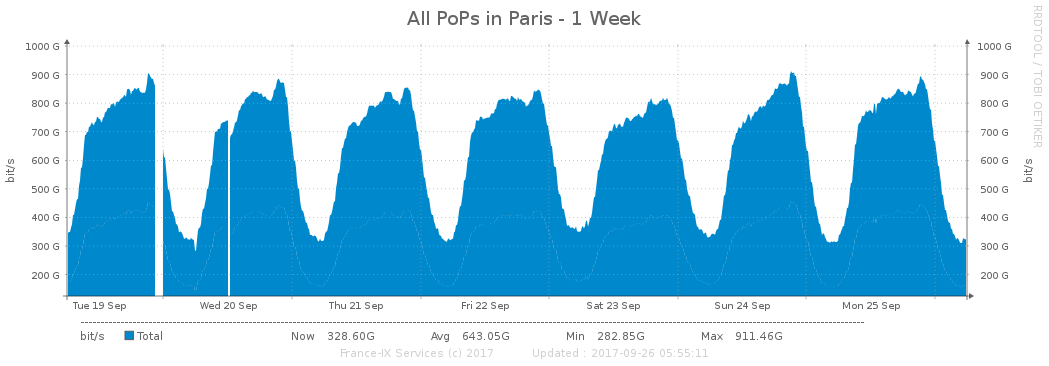 All PoPs in Paris - 1 Week
RRDTOOL / TOBI OETIKER
1000 G 1000 G
900 G 900 G
800 G 800 G
700 G 700 G
600 G 600 G
500 G 500 G
400 G 400 G
300 G 300 G
200 G 200 G
bit/s bit/s
Tue 19 Sep Wed 20 Sep Thu 21 Sep Fri 22 Sep Sat 23 Sep Sun 24 Sep Mon 25 Sep
bit/s Total Now 328.60G Avg 643.05G Min 282.85G Max 911.46G
France-IX Services (c) 2017 Updated : 2017-09-26 05:55:11